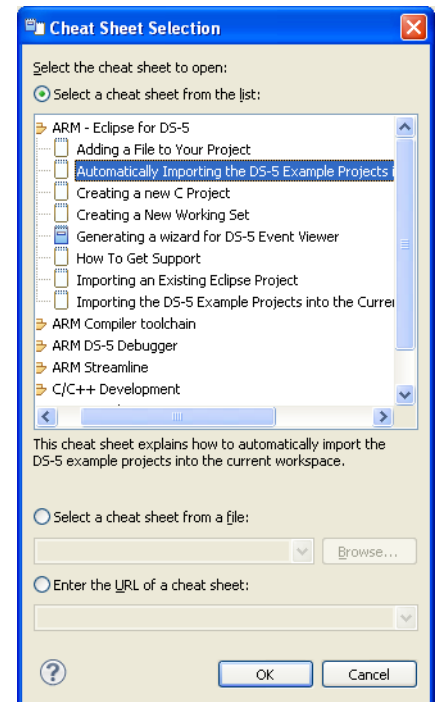 Cheat Sheet Selection
Select the cheat sheet to open:
Select a cheat sheet from the list:
ARM - Eclipse for DS-5
Adding a File to Your Project
Automatically Importing the DS-5 Example Projects i
Creating a new C Project
Creating a New Working Set
Generating a wizard for DS-5 Event Viewer
How To Get Support
Importing an Existing Eclipse Project
Importing the DS-5 Example Projects into the Currer
ARM Compiler toolchain
ARM DS-5 Debugger
ARM Streamline
C/C++ Development
This cheat sheet explains how to automatically import the
DS-5 example projects into the current workspace.
Select a cheat sheet from a file:
Browse...
Enter the URL of a cheat sheet:
?
OK Cancel